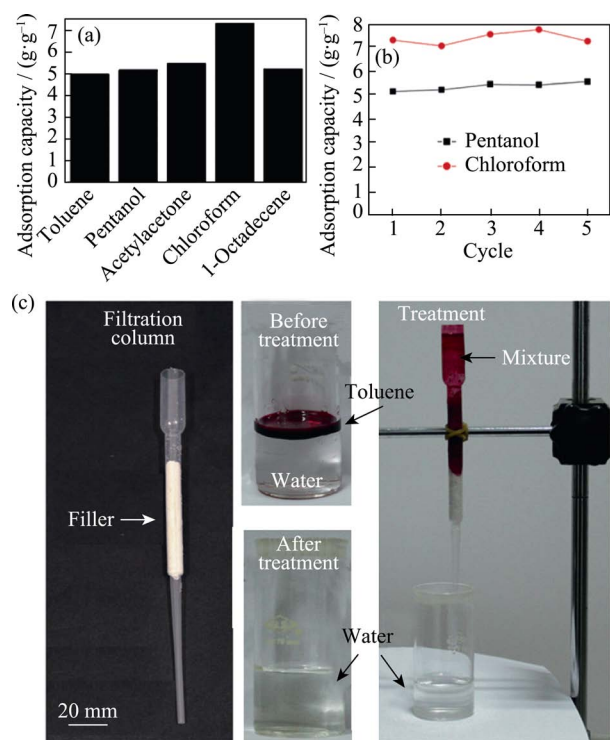 (a)
Adsorption capacity / (g·g⁻¹)
7
6
5
4
3
2
1
0
Toluene
Pentanol
Acetylacetone
Chloroform
1-Octadecene
(b)
Adsorption capacity / (g·g⁻¹)
8
7
6
5
4
3
2
1
0
Pentanol
Chloroform
1 2 3 4 5
Cycle
(c)
Filtration
column
Filler
20 mm
Before
treatment
Toluene
Water
After
treatment
Water
Treatment
Mixture